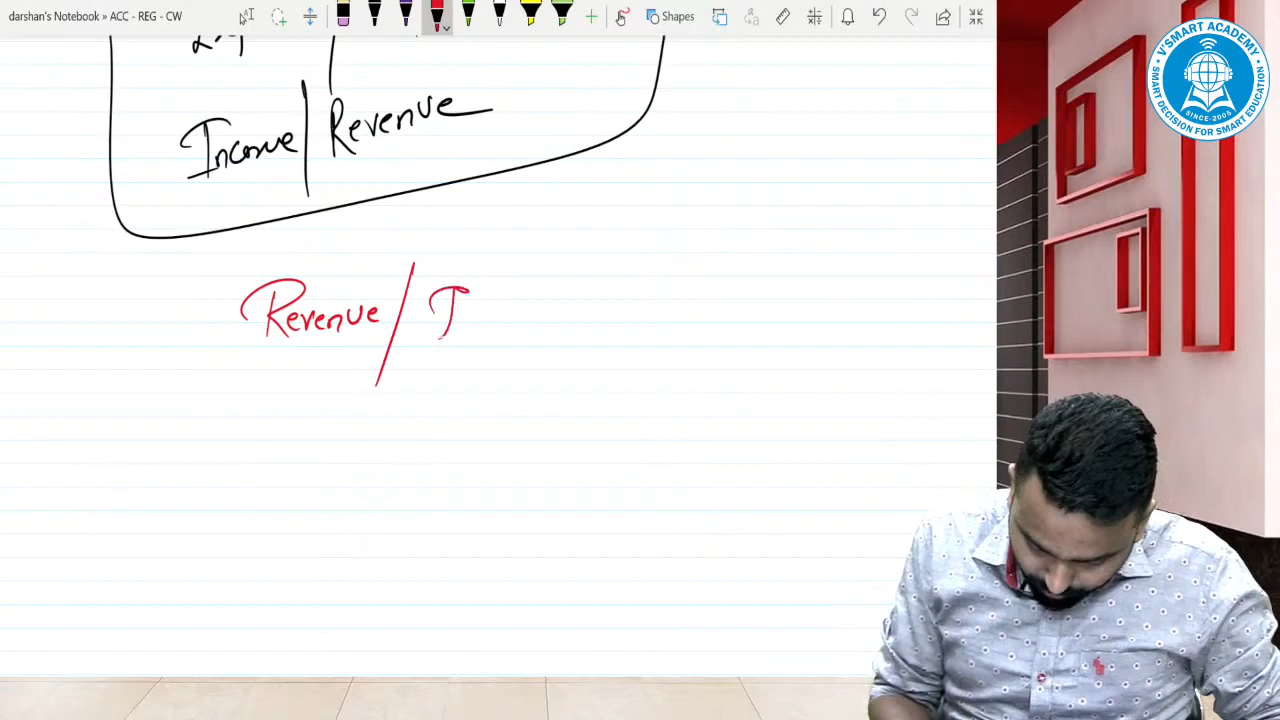 darshan's Notebook » ACC - REG - CW
Shapes
V'SMART ACADEMY
SINCE-2005
SMART DECISION FOR SMART EDUCATION
Income | Revenue
Revenue / I